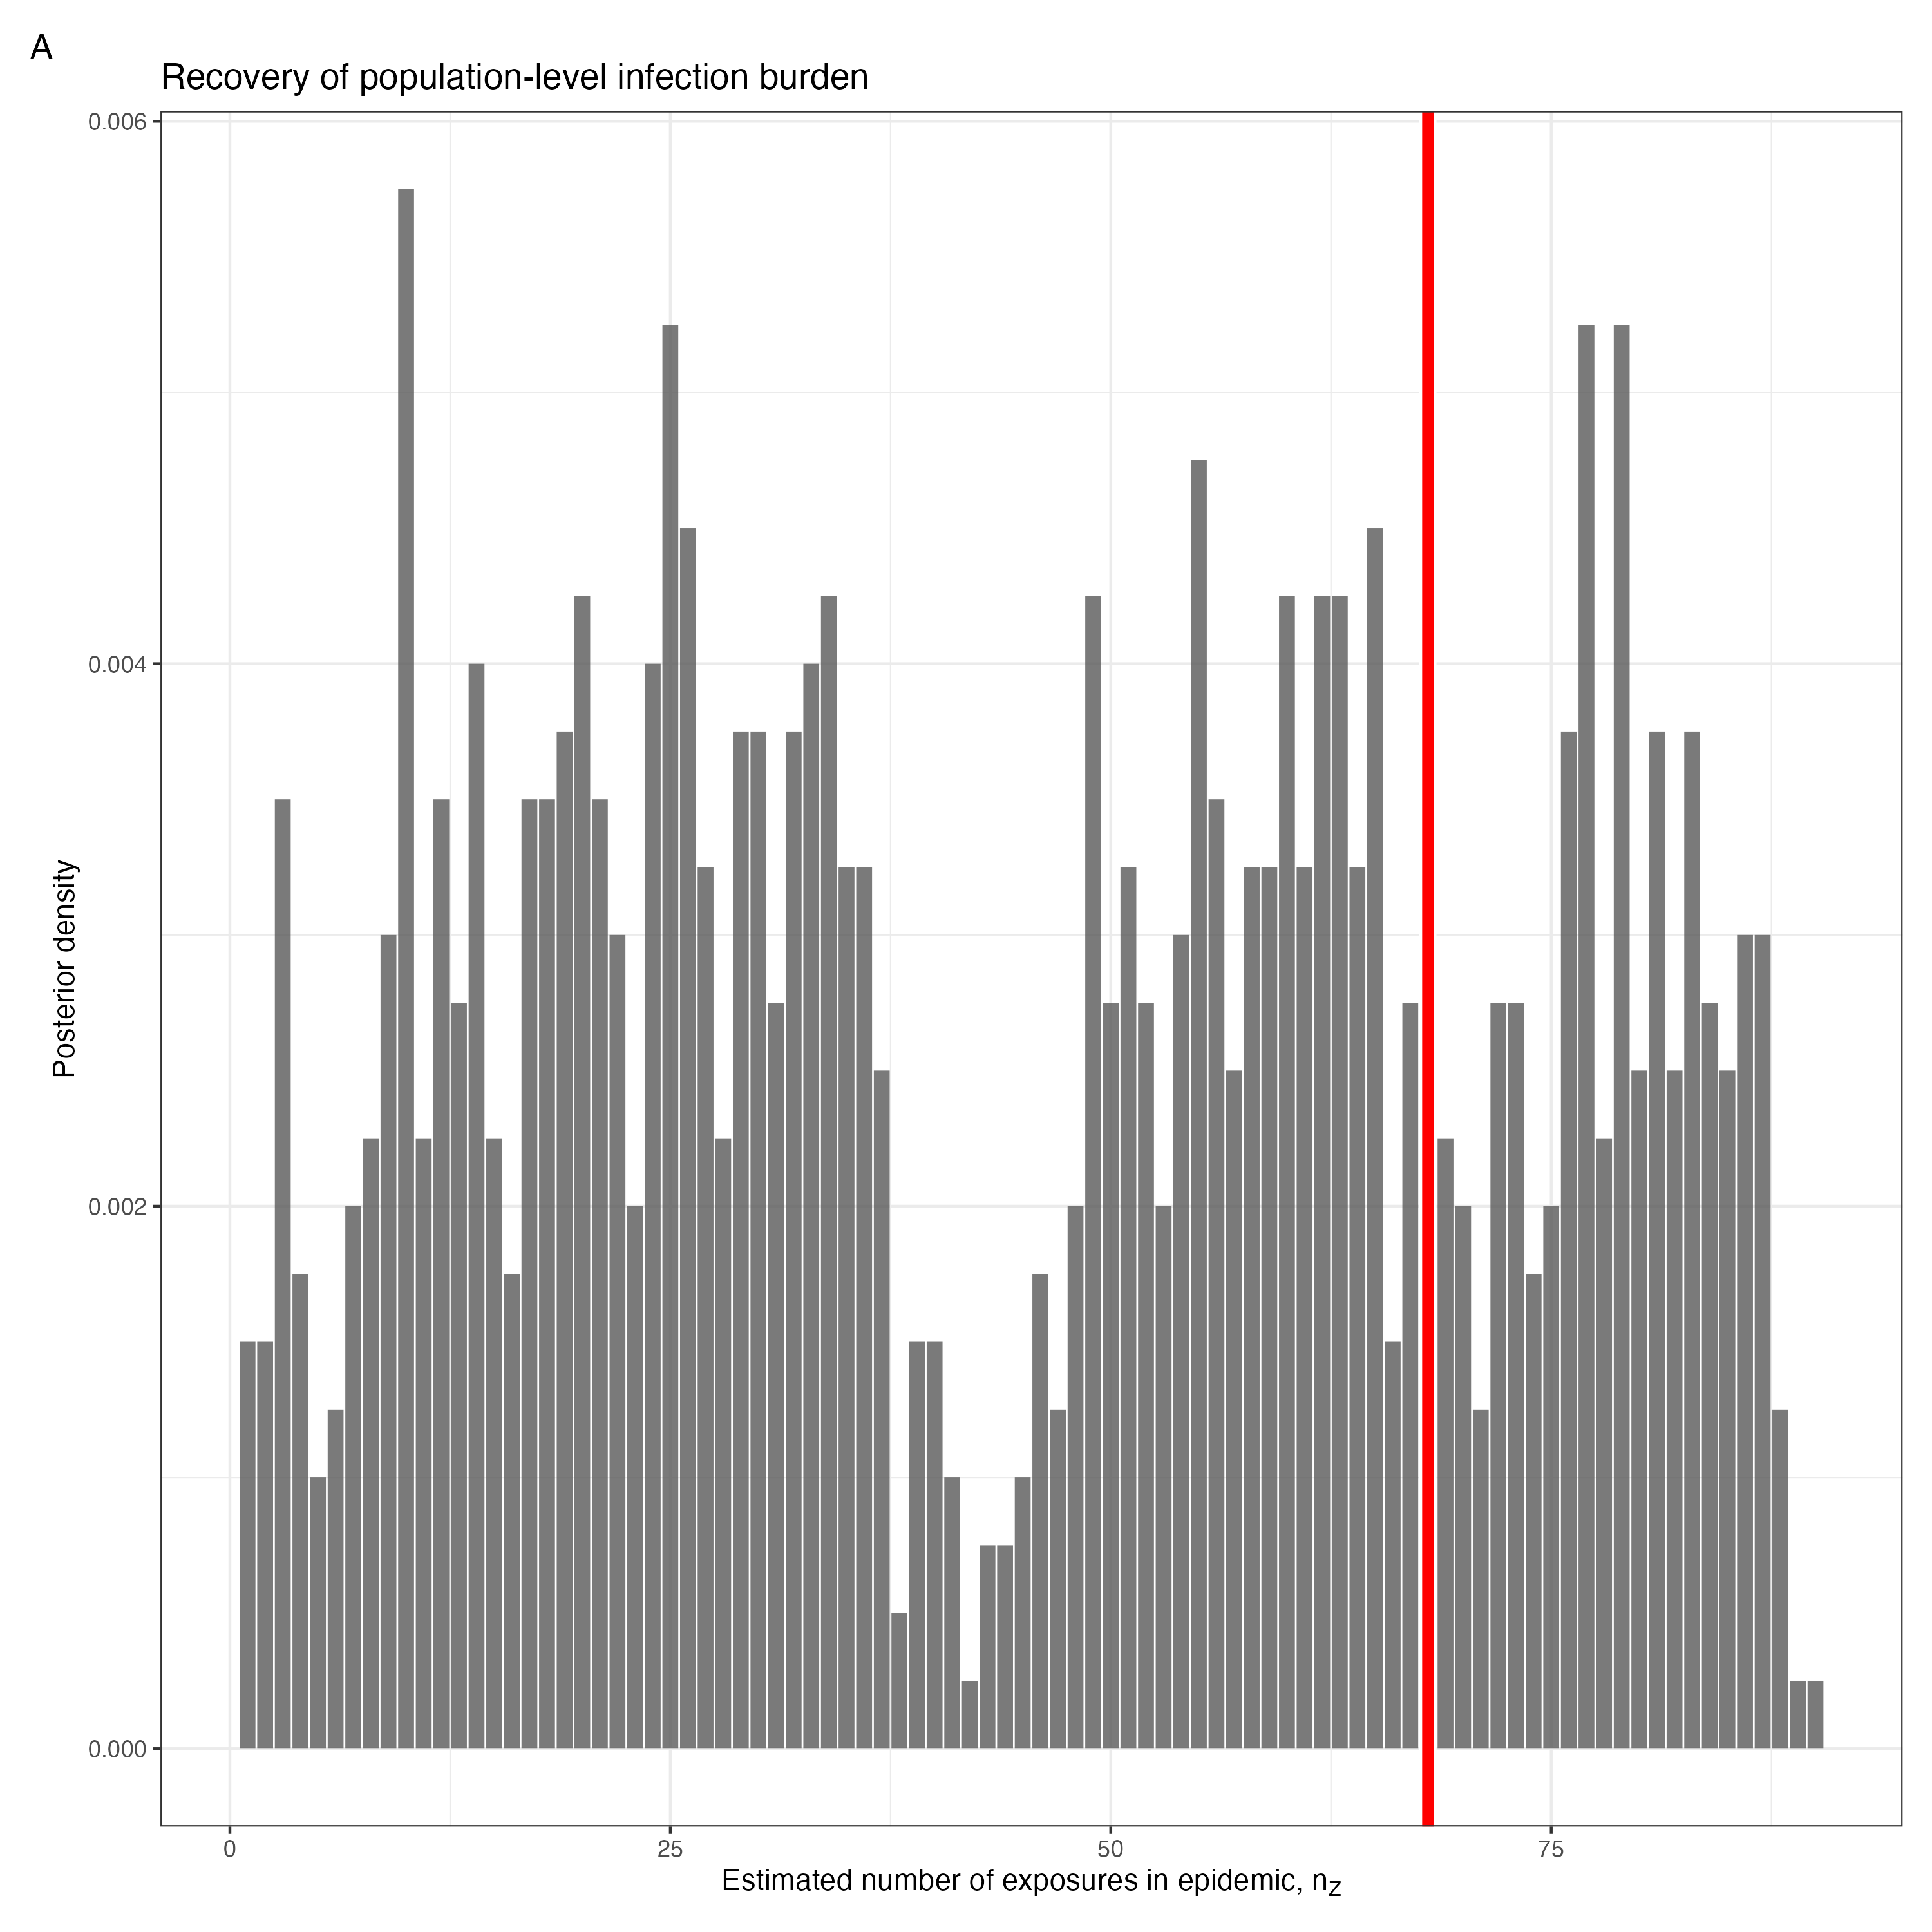 A
Recovery of population-level infection burden
0.006
0.004
0.002
0.000
Posterior density
0 25 50 75
Estimated number of exposures in epidemic, nZ